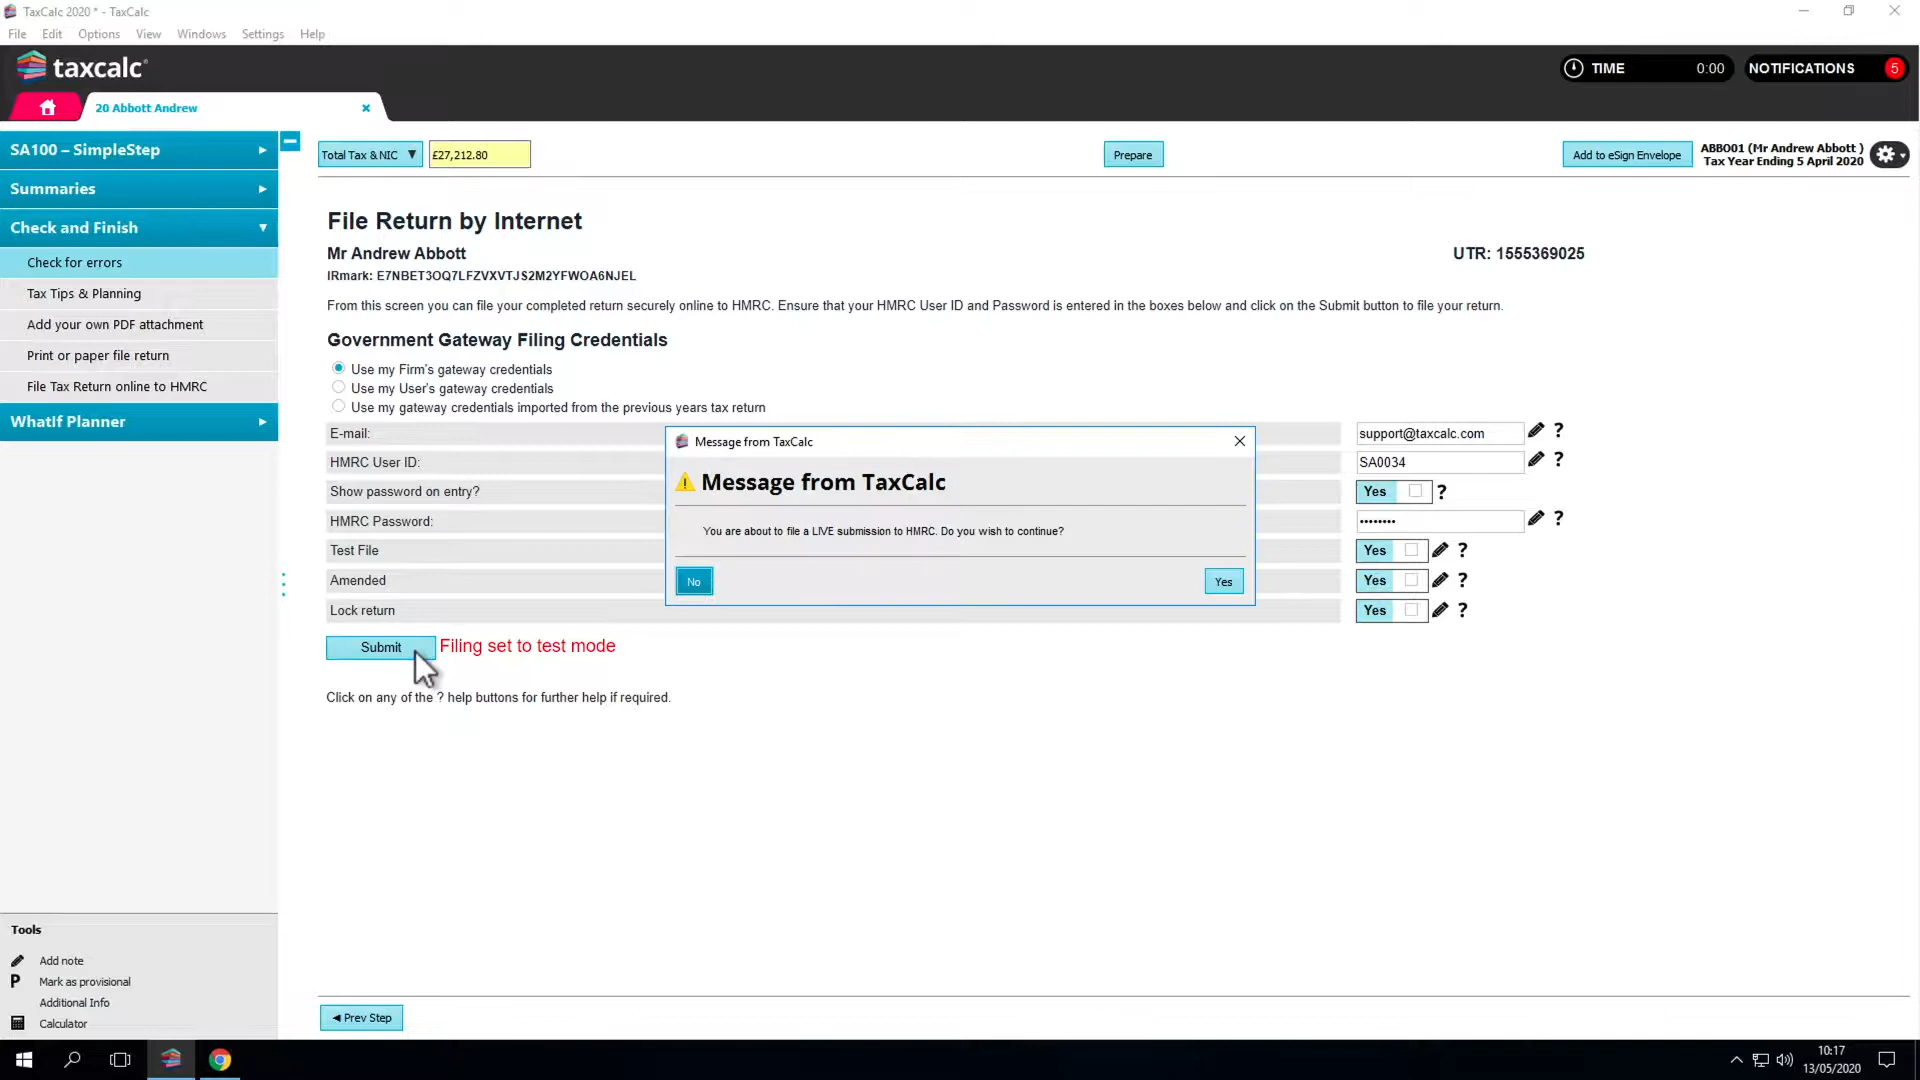 TaxCalc 2020 * - TaxCalc
File Edit Options View Windows Settings Help
taxcalc
TIME 0:00
NOTIFICATIONS 5
20 Abbott Andrew
SA100 – SimpleStep
Summaries
Check and Finish
Check for errors
Tax Tips & Planning
Add your own PDF attachment
Print or paper file return
File Tax Return online to HMRC
WhatIf Planner
Total Tax & NIC £27,212.80
Prepare
Add to eSign Envelope
ABBO01 (Mr Andrew Abbott )
Tax Year Ending 5 April 2020
File Return by Internet
Mr Andrew Abbott
UTR: 1555369025
IRmark: E7NBET3OQ7LFZVXVTJS2M2YFWOA6NJEL
From this screen you can file your completed return securely online to HMRC. Ensure that your HMRC User ID and Password is entered in the boxes below and click on the Submit button to file your return.
Government Gateway Filing Credentials
Use my Firm's gateway credentials
Use my User's gateway credentials
Use my gateway credentials imported from the previous years tax return
E-mail: support@taxcalc.com ?
HMRC User ID: SA0034 ?
Show password on entry? Yes ?
HMRC Password: •••••••• ?
Test File Yes ?
Amended Yes ?
Lock return Yes ?
Message from TaxCalc
Message from TaxCalc
You are about to file a LIVE submission to HMRC. Do you wish to continue?
No Yes
Submit Filing set to test mode
Click on any of the ? help buttons for further help if required.
Tools
Add note
P Mark as provisional
Additional Info
Calculator
◄ Prev Step
10:17
13/05/2020